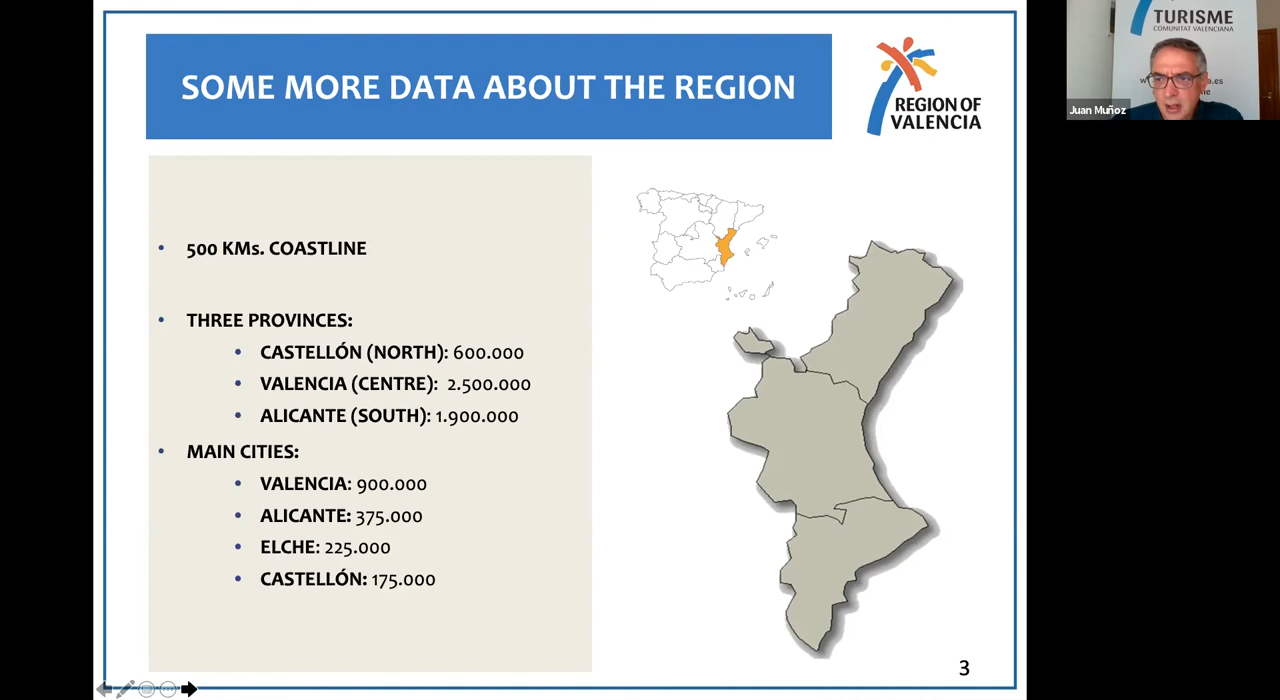 SOME MORE DATA ABOUT THE REGION
REGION OF
VALENCIA
• 500 KMs. COASTLINE
• THREE PROVINCES:
• CASTELLÓN (NORTH): 600.000
• VALENCIA (CENTRE): 2.500.000
• ALICANTE (SOUTH): 1.900.000
• MAIN CITIES:
• VALENCIA: 900.000
• ALICANTE: 375.000
• ELCHE: 225.000
• CASTELLÓN: 175.000
3
TURISME
COMUNITAT VALENCIANA
Juan Muñoz